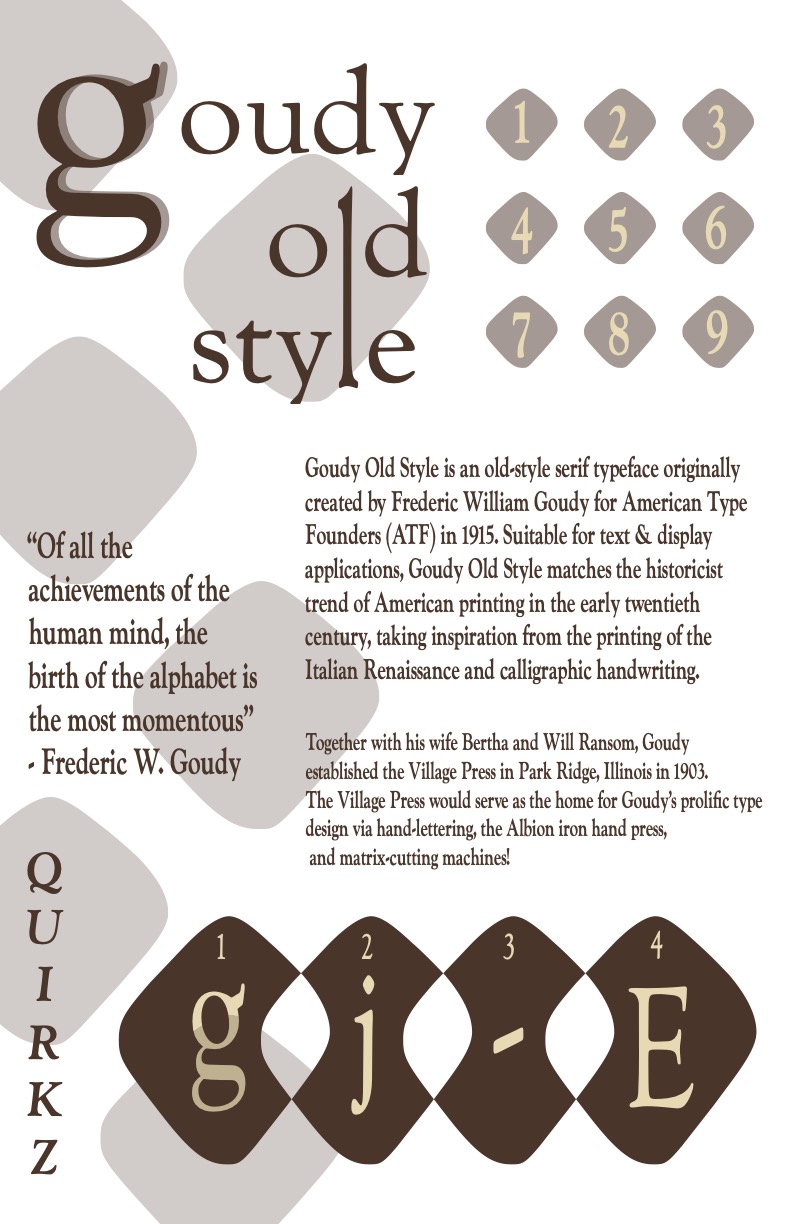 goudy
old
style
1 2 3
4 5 6
7 8 9
Goudy Old Style is an old-style serif typeface originally
created by Frederic William Goudy for American Type
Founders (ATF) in 1915. Suitable for text & display
applications, Goudy Old Style matches the historicist
trend of American printing in the early twentieth
century, taking inspiration from the printing of the
Italian Renaissance and calligraphic handwriting.
“Of all the
achievements of the
human mind, the
birth of the alphabet is
the most momentous”
- Frederic W. Goudy
Together with his wife Bertha and Will Ransom, Goudy
established the Village Press in Park Ridge, Illinois in 1903.
The Village Press would serve as the home for Goudy’s prolific type
design via hand-lettering, the Albion iron hand press,
and matrix-cutting machines!
Q
U
I
R
K
Z
1 2 3 4
g j - E